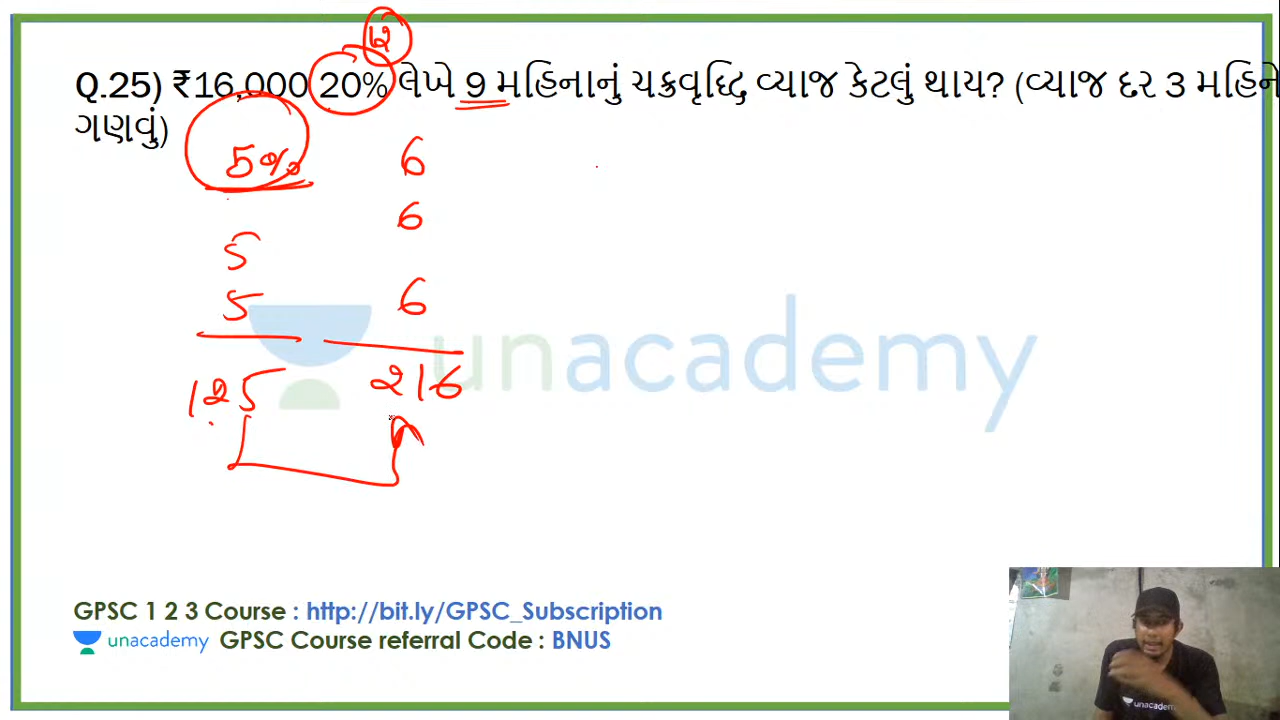 Q.25) ₹16,000 20% લેખે 9 મહિનાનું ચક્રવૃદ્ધિ વ્યાજ કેટલું થાય? (વ્યાજ દર 3 મહિને
ગણવું)
5% 6
6
5
5 6
125 216
unacademy
GPSC 1 2 3 Course : http://bit.ly/GPSC_Subscription
unacademy GPSC Course referral Code : BNUS
unacademy